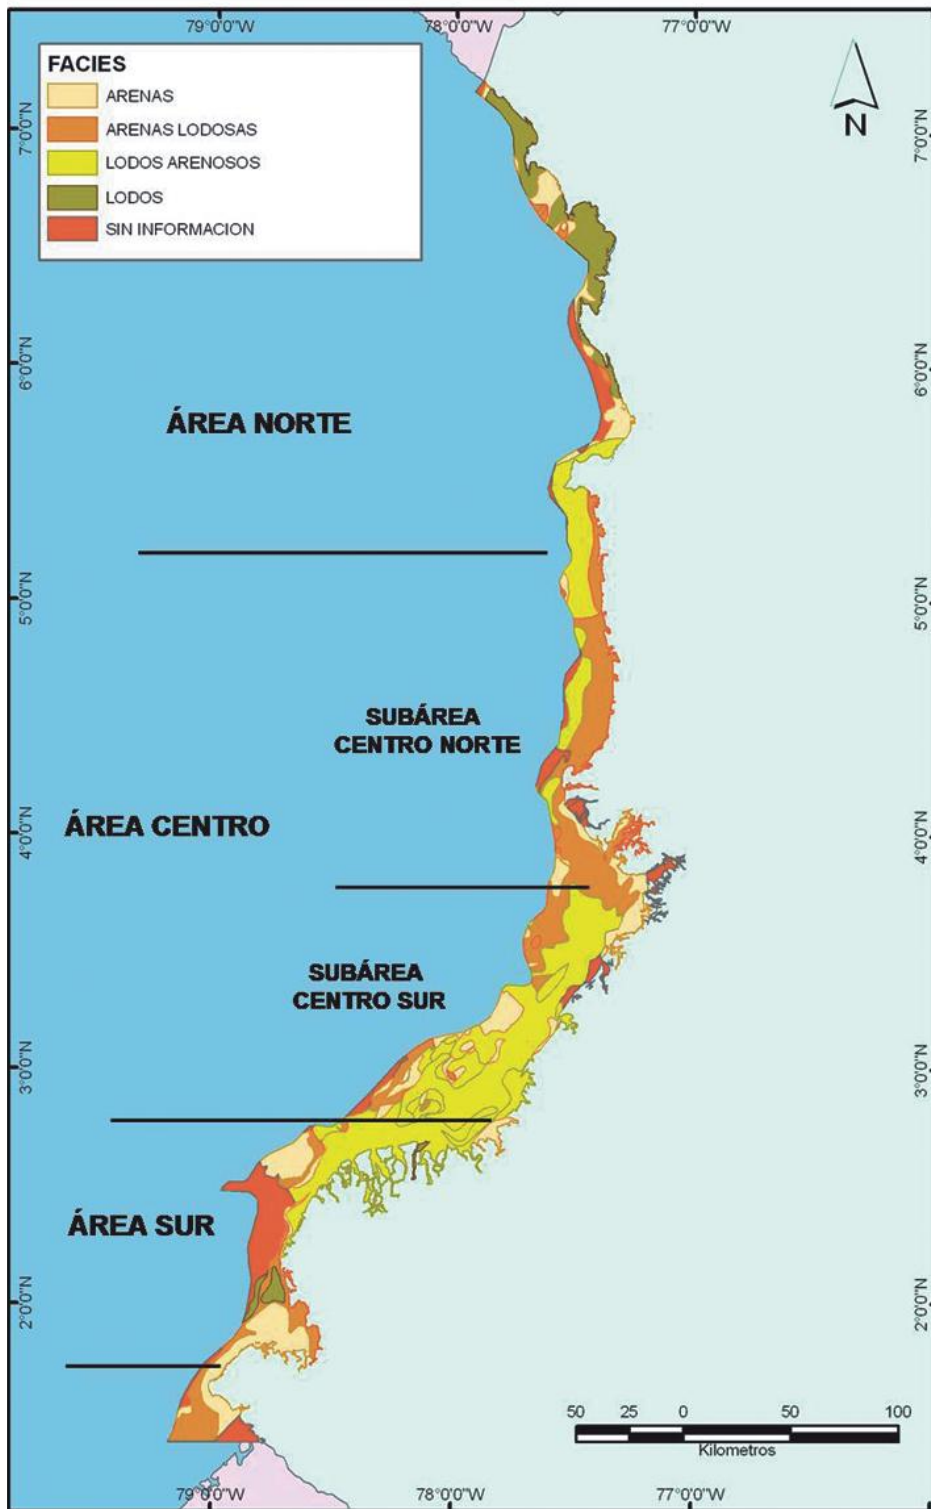 79°0'0"W
78°0'0"W
77°0'0"W
FACIES
ARENAS
ARENAS LODOSAS
LODOS ARENOSOS
LODOS
SIN INFORMACION
N
7°0'0"N
7°0'0"N
6°0'0"N
6°0'0"N
ÁREA NORTE
5°0'0"N
5°0'0"N
SUBÁREA
CENTRO NORTE
ÁREA CENTRO
4°0'0"N
4°0'0"N
SUBÁREA
CENTRO SUR
3°0'0"N
3°0'0"N
ÁREA SUR
2°0'0"N
2°0'0"N
50 25 0 50 100
Kilometros
79°0'0"W
78°0'0"W
77°0'0"W